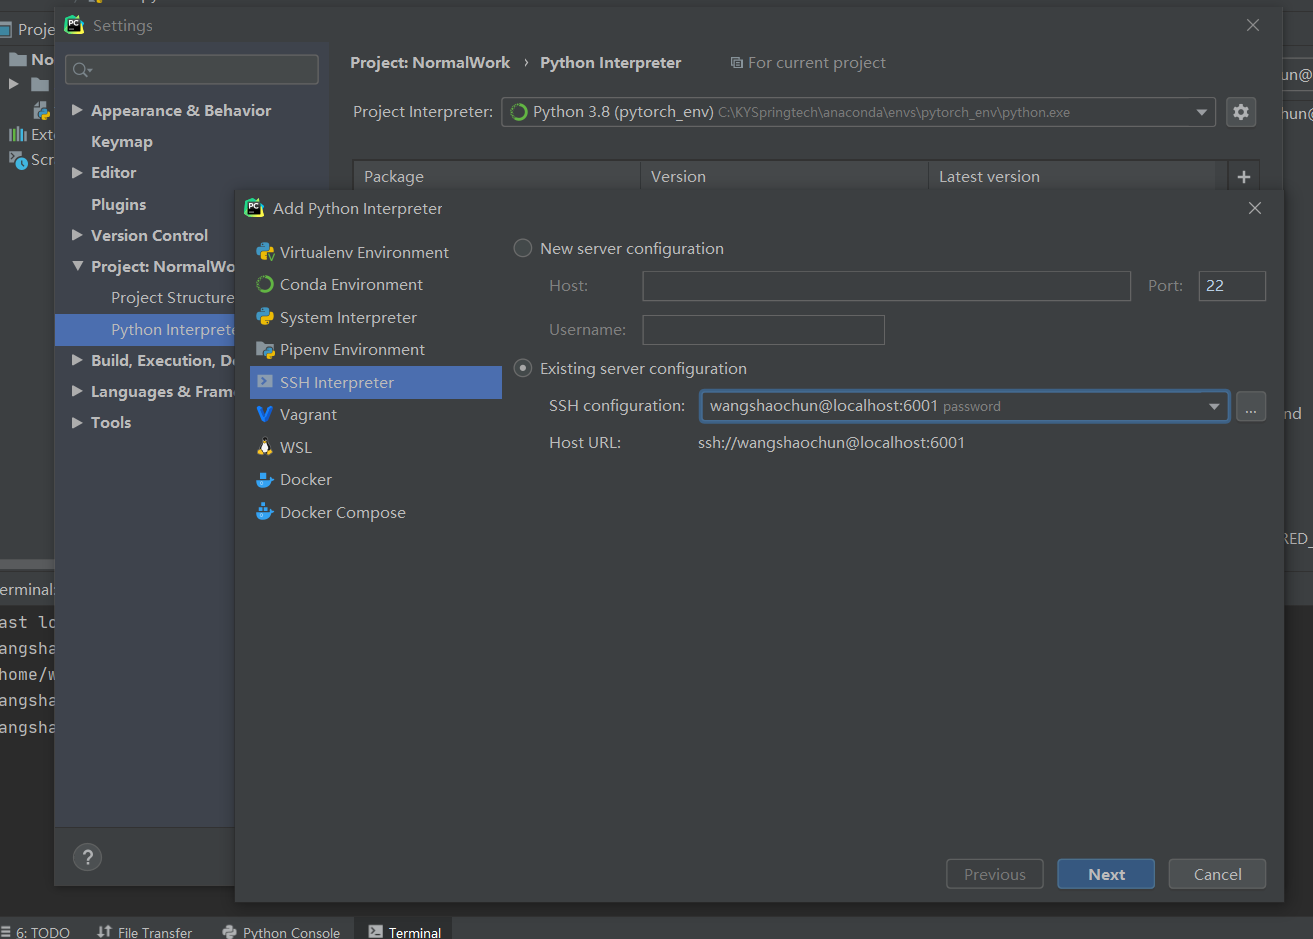 Settings
Proje
No
Exte
Scr
Appearance & Behavior
Keymap
Editor
Plugins
Version Control
Project: NormalWo
Project Structure
Python Interprete
Build, Execution, De
Languages & Frame
Tools
Project: NormalWork › Python Interpreter For current project
Project Interpreter: Python 3.8 (pytorch_env) C:\KYSpringtech\anaconda\envs\pytorch_env\python.exe
Package Version Latest version
Add Python Interpreter
Virtualenv Environment
Conda Environment
System Interpreter
Pipenv Environment
SSH Interpreter
Vagrant
WSL
Docker
Docker Compose
New server configuration
Host: Port: 22
Username:
Existing server configuration
SSH configuration: wangshaochun@localhost:6001 password
...
Host URL: ssh://wangshaochun@localhost:6001
Previous Next Cancel
?
un@
hun@
nd
RED_
erminal:
ast lo
angsha
home/w
angsha
angsha
6: TODO File Transfer Python Console Terminal